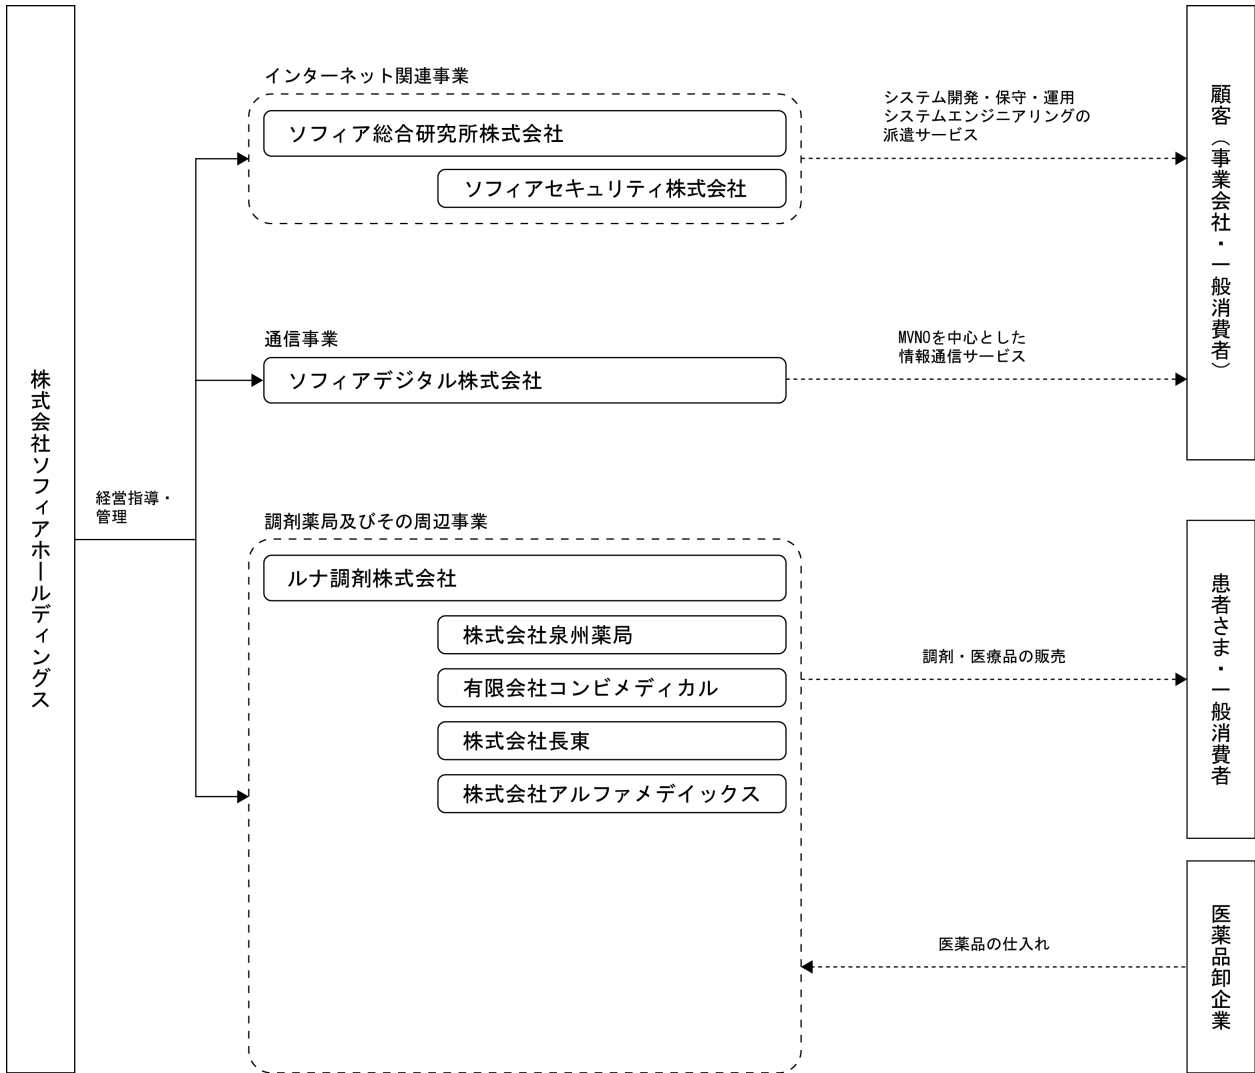 株式会社ソフィアホールディングス
経営指導・
管理
インターネット関連事業
ソフィア総合研究所株式会社
ソフィアセキュリティ株式会社
システム開発・保守・運用
システムエンジニアリングの
派遣サービス
顧客（事業会社・一般消費者）
通信事業
ソフィアデジタル株式会社
MVNOを中心とした
情報通信サービス
調剤薬局及びその周辺事業
ルナ調剤株式会社
株式会社泉州薬局
有限会社コンビメディカル
株式会社長東
株式会社アルファメデイックス
調剤・医療品の販売
患者さま・一般消費者
医薬品の仕入れ
医薬品卸企業